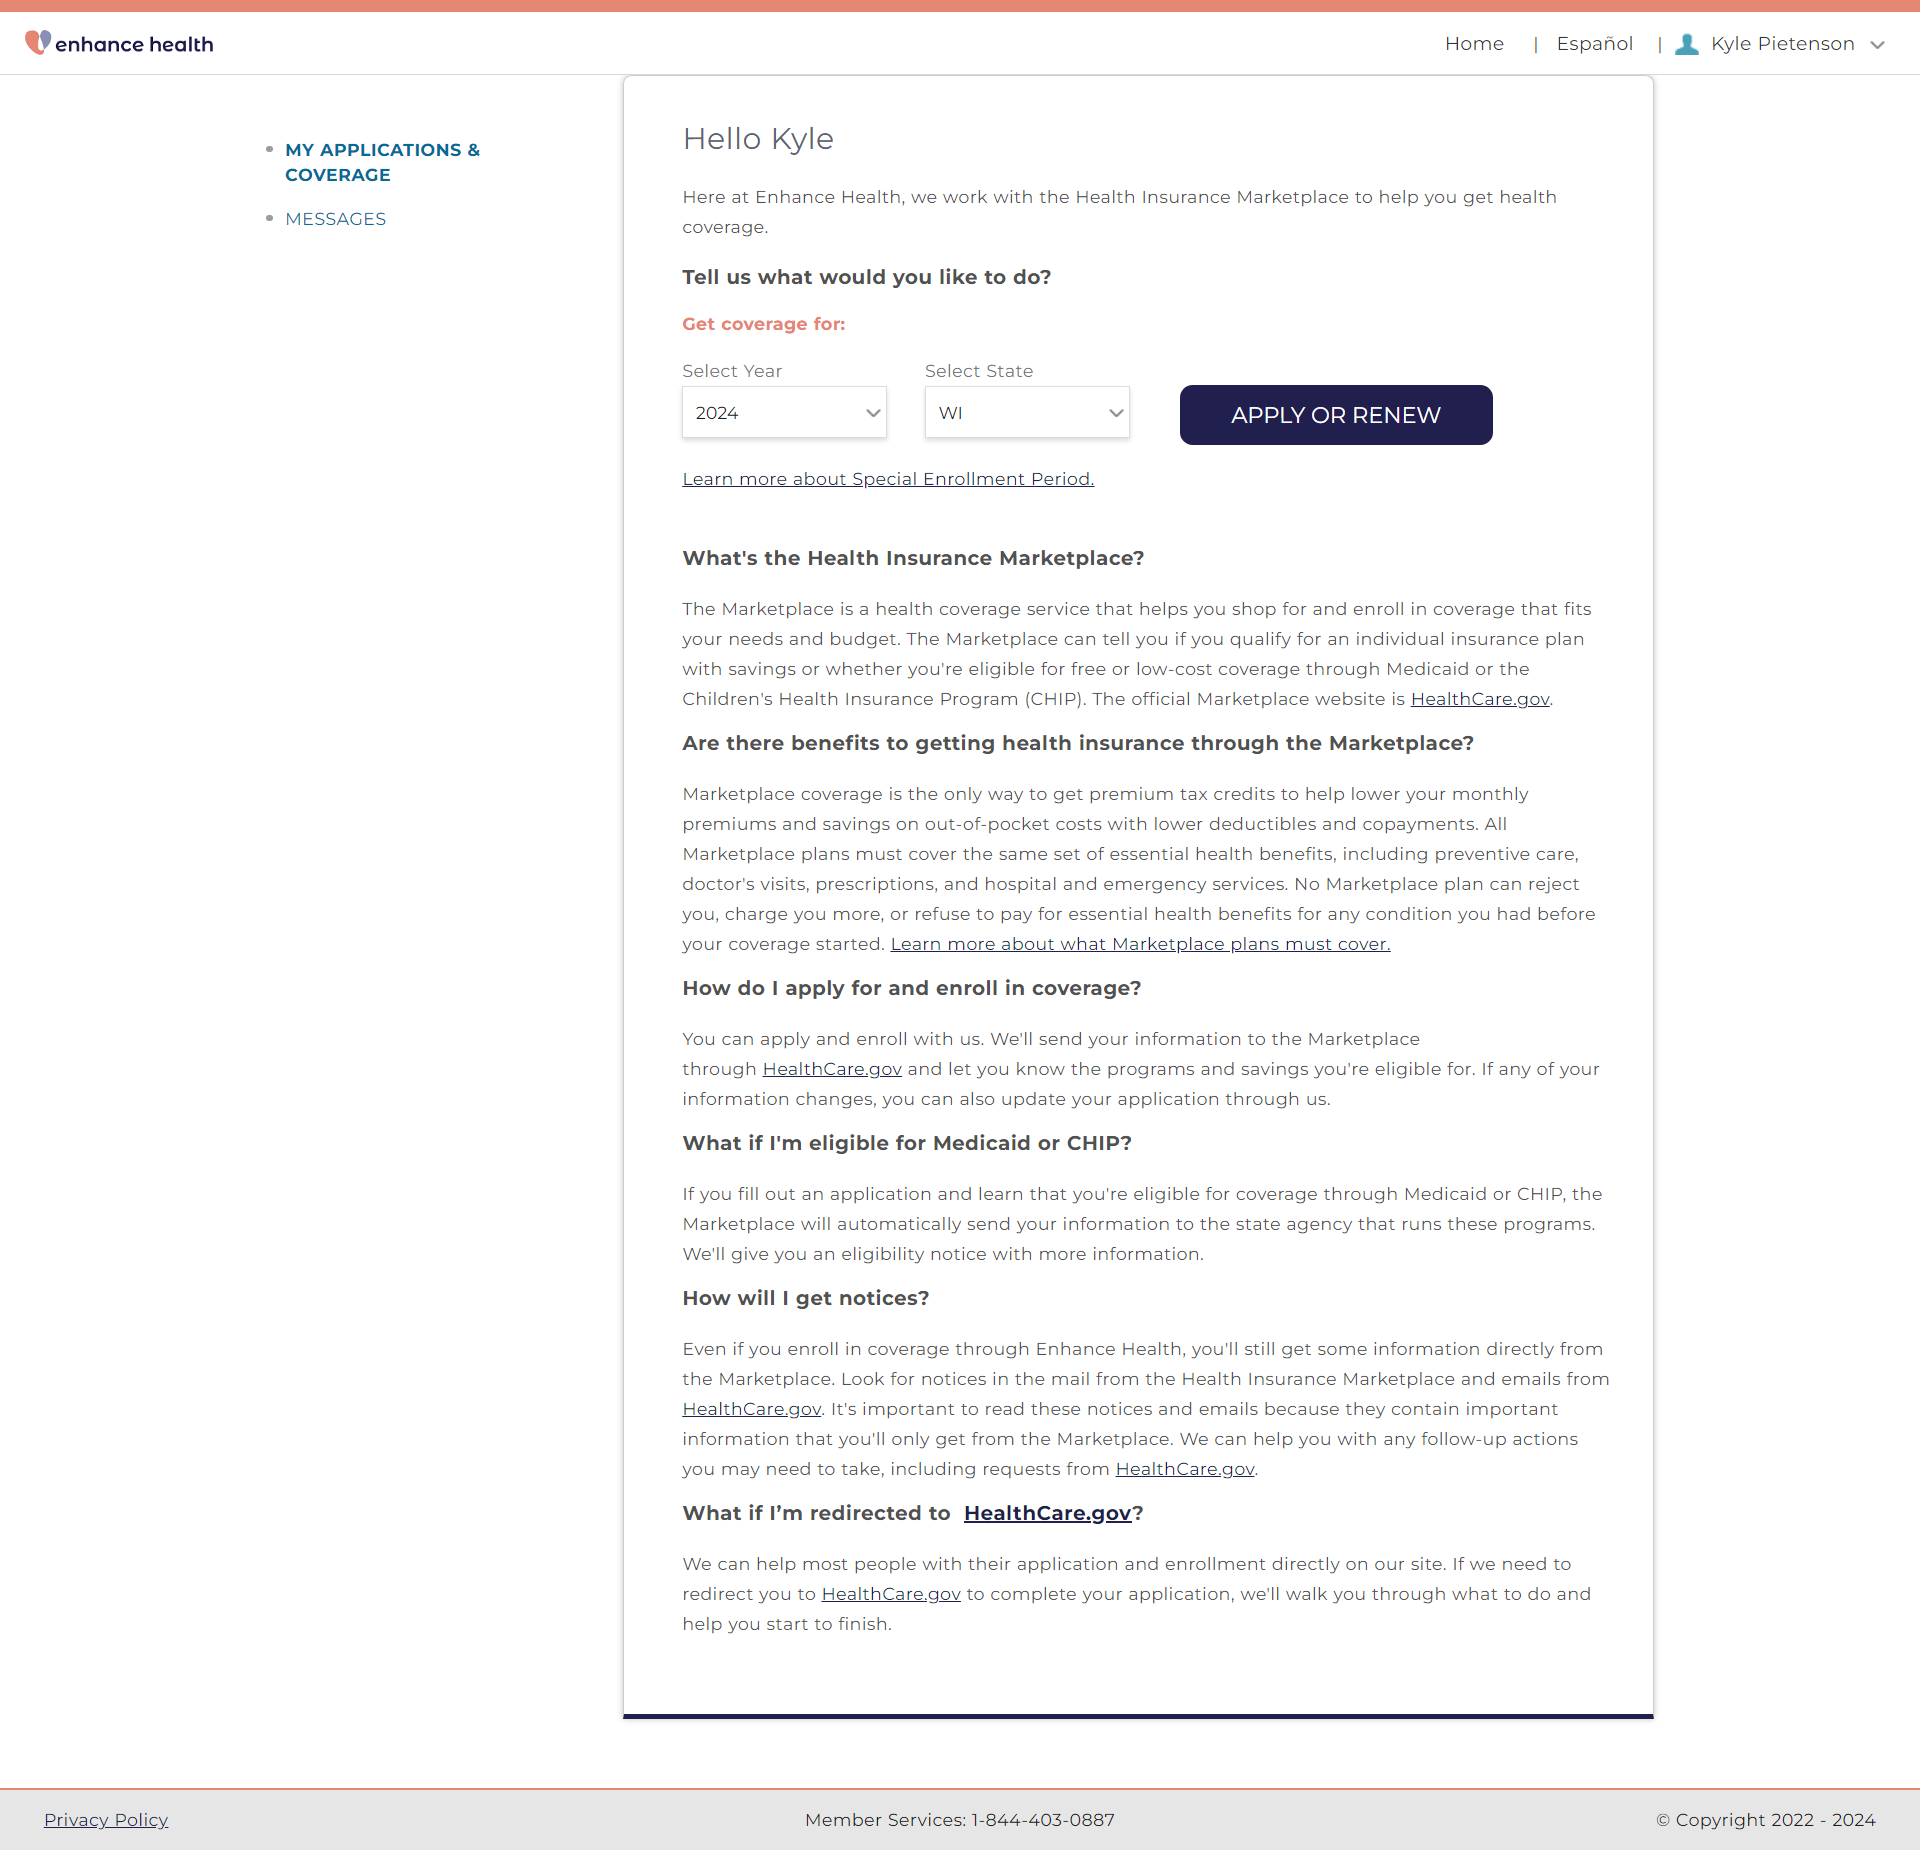 enhance health
Home | Español | Kyle Pietenson
MY APPLICATIONS &
COVERAGE
MESSAGES
Hello Kyle
Here at Enhance Health, we work with the Health Insurance Marketplace to help you get health
coverage.
Tell us what would you like to do?
Get coverage for:
Select Year
Select State
2024
WI
APPLY OR RENEW
Learn more about Special Enrollment Period.
What's the Health Insurance Marketplace?
The Marketplace is a health coverage service that helps you shop for and enroll in coverage that fits
your needs and budget. The Marketplace can tell you if you qualify for an individual insurance plan
with savings or whether you're eligible for free or low-cost coverage through Medicaid or the
Children's Health Insurance Program (CHIP). The official Marketplace website is HealthCare.gov.
Are there benefits to getting health insurance through the Marketplace?
Marketplace coverage is the only way to get premium tax credits to help lower your monthly
premiums and savings on out-of-pocket costs with lower deductibles and copayments. All
Marketplace plans must cover the same set of essential health benefits, including preventive care,
doctor's visits, prescriptions, and hospital and emergency services. No Marketplace plan can reject
you, charge you more, or refuse to pay for essential health benefits for any condition you had before
your coverage started. Learn more about what Marketplace plans must cover.
How do I apply for and enroll in coverage?
You can apply and enroll with us. We'll send your information to the Marketplace
through HealthCare.gov and let you know the programs and savings you're eligible for. If any of your
information changes, you can also update your application through us.
What if I'm eligible for Medicaid or CHIP?
If you fill out an application and learn that you're eligible for coverage through Medicaid or CHIP, the
Marketplace will automatically send your information to the state agency that runs these programs.
We'll give you an eligibility notice with more information.
How will I get notices?
Even if you enroll in coverage through Enhance Health, you'll still get some information directly from
the Marketplace. Look for notices in the mail from the Health Insurance Marketplace and emails from
HealthCare.gov. It's important to read these notices and emails because they contain important
information that you'll only get from the Marketplace. We can help you with any follow-up actions
you may need to take, including requests from HealthCare.gov.
What if I’m redirected to HealthCare.gov?
We can help most people with their application and enrollment directly on our site. If we need to
redirect you to HealthCare.gov to complete your application, we'll walk you through what to do and
help you start to finish.
Privacy Policy
Member Services: 1-844-403-0887
© Copyright 2022 - 2024